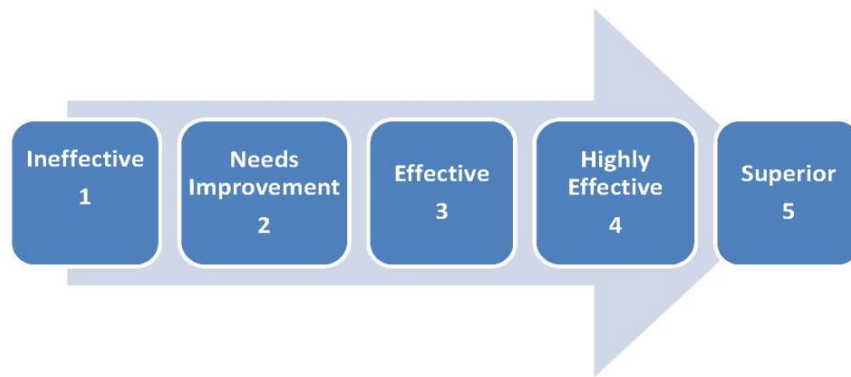 Ineffective
1
Needs
Improvement
2
Effective
3
Highly
Effective
4
Superior
5